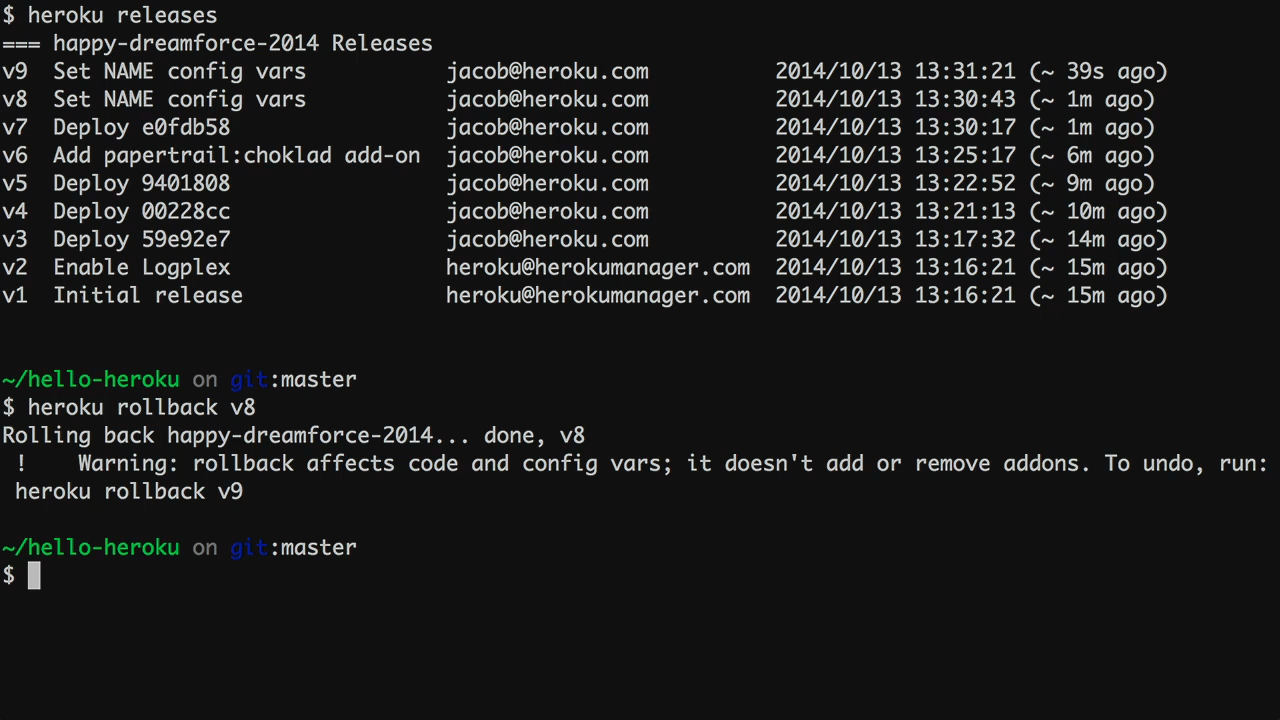 $ heroku releases
=== happy-dreamforce-2014 Releases
v9  Set NAME config vars           jacob@heroku.com          2014/10/13 13:31:21 (~ 39s ago)
v8  Set NAME config vars           jacob@heroku.com          2014/10/13 13:30:43 (~ 1m ago)
v7  Deploy e0fdb58                 jacob@heroku.com          2014/10/13 13:30:17 (~ 1m ago)
v6  Add papertrail:choklad add-on  jacob@heroku.com          2014/10/13 13:25:17 (~ 6m ago)
v5  Deploy 9401808                 jacob@heroku.com          2014/10/13 13:22:52 (~ 9m ago)
v4  Deploy 00228cc                 jacob@heroku.com          2014/10/13 13:21:13 (~ 10m ago)
v3  Deploy 59e92e7                 jacob@heroku.com          2014/10/13 13:17:32 (~ 14m ago)
v2  Enable Logplex                 heroku@herokumanager.com  2014/10/13 13:16:21 (~ 15m ago)
v1  Initial release                heroku@herokumanager.com  2014/10/13 13:16:21 (~ 15m ago)
~/hello-heroku on git:master
$ heroku rollback v8
Rolling back happy-dreamforce-2014... done, v8
 !    Warning: rollback affects code and config vars; it doesn't add or remove addons. To undo, run:
 heroku rollback v9
~/hello-heroku on git:master
$